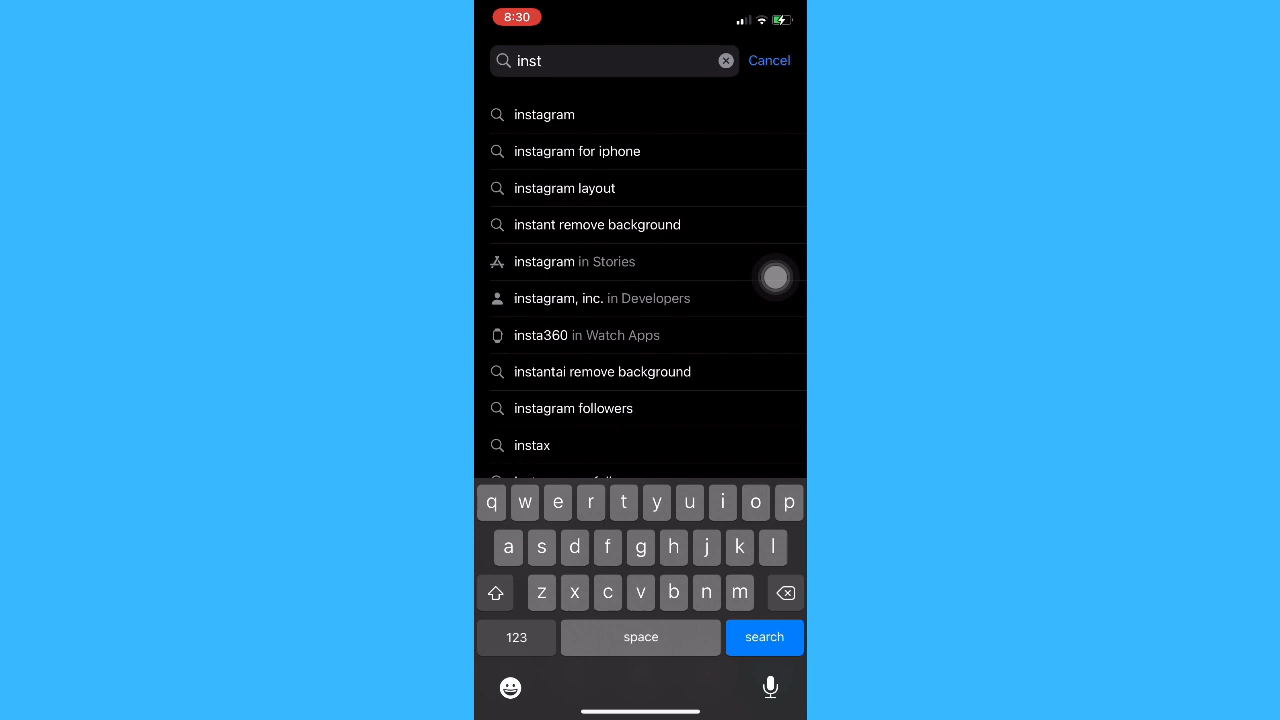 8:30
inst
Cancel
instagram
instagram for iphone
instagram layout
instant remove background
instagram in Stories
instagram, inc. in Developers
insta360 in Watch Apps
instantai remove background
instagram followers
instax
q w e r t y u i o p
a s d f g h j k l
z x c v b n m
123 space search